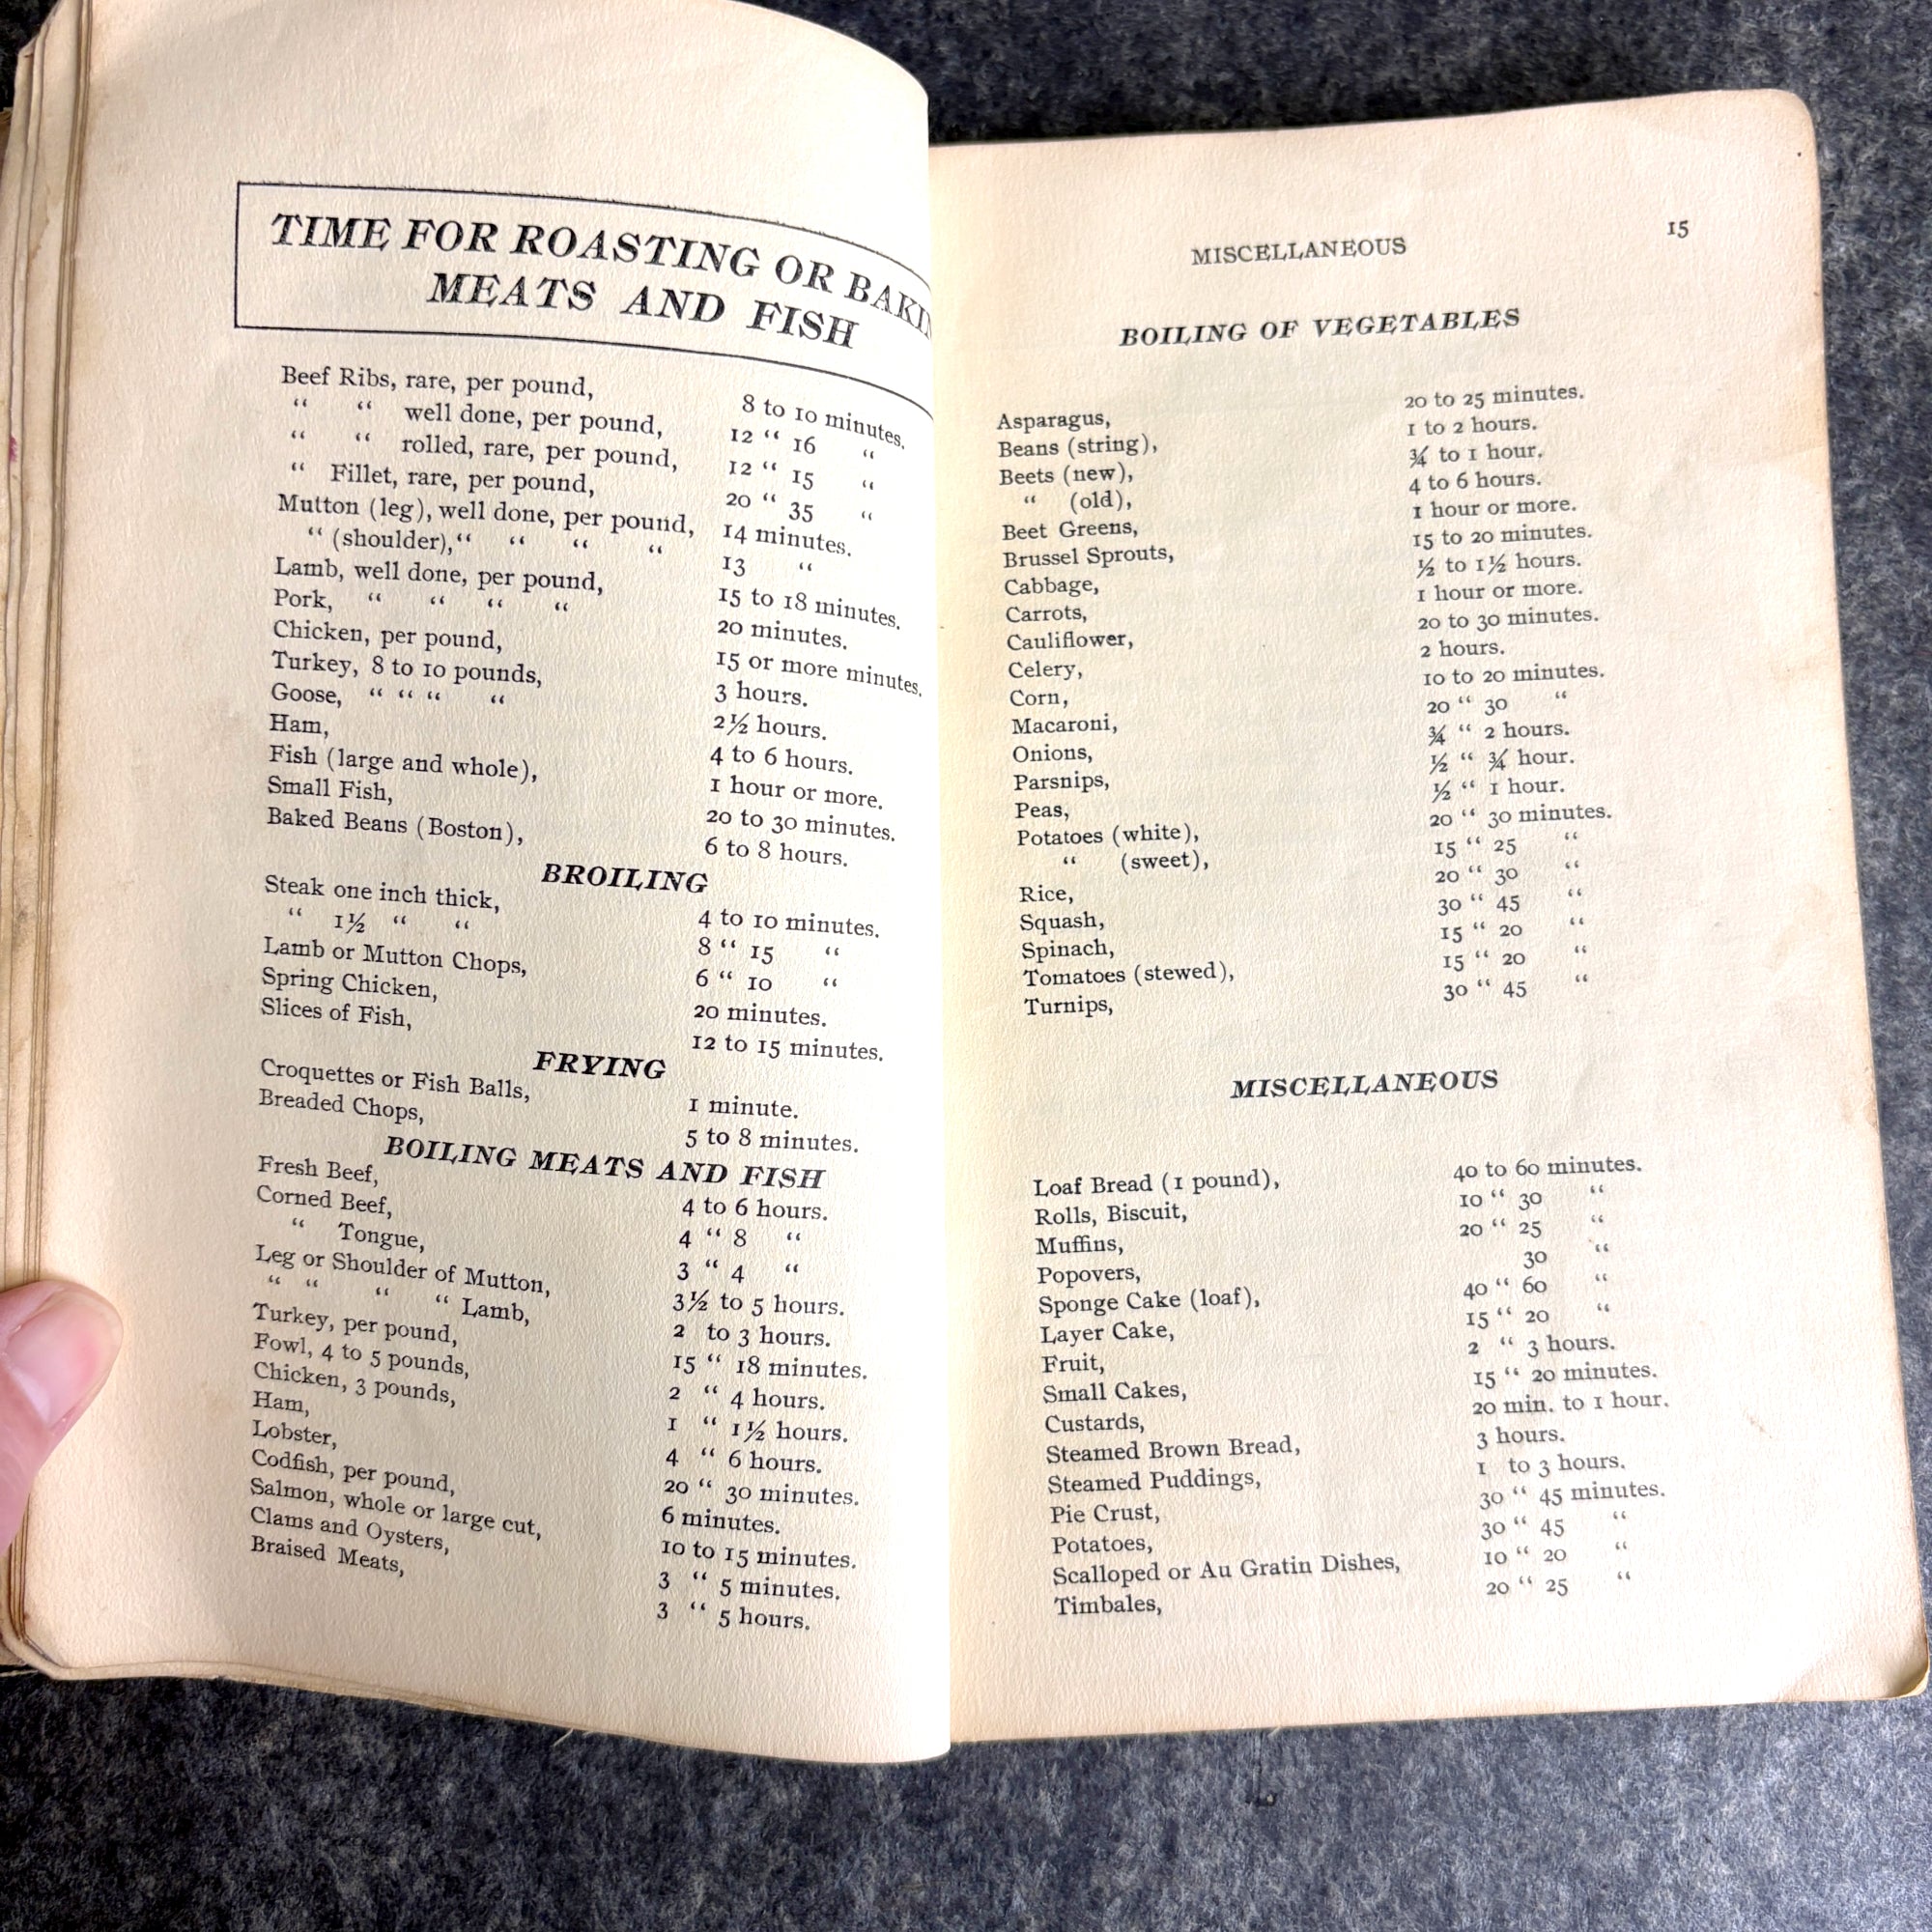 TIME FOR ROASTING OR BAKIN
MEATS AND FISH
Beef Ribs, rare, per pound, 8 to 10 minutes.
“ “ well done, per pound, 12 “ 16 “
“ “ rolled, rare, per pound, 12 “ 15 “
“ Fillet, rare, per pound, 20 “ 35 “
Mutton (leg), well done, per pound, 14 minutes.
“ (shoulder),“ “ “ “ 13 “
Lamb, well done, per pound, 15 to 18 minutes.
Pork, “ “ “ “ 20 minutes.
Chicken, per pound, 15 or more minutes.
Turkey, 8 to 10 pounds, 3 hours.
Goose, “ “ “ “ 2½ hours.
Ham, 4 to 6 hours.
Fish (large and whole), 1 hour or more.
Small Fish, 20 to 30 minutes.
Baked Beans (Boston), 6 to 8 hours.
BROILING
Steak one inch thick, 4 to 10 minutes.
“ 1½ “ “ 8 “ 15 “
Lamb or Mutton Chops, 6 “ 10 “
Spring Chicken, 20 minutes.
Slices of Fish, 12 to 15 minutes.
FRYING
Croquettes or Fish Balls, 1 minute.
Breaded Chops, 5 to 8 minutes.
BOILING MEATS AND FISH
Fresh Beef, 4 to 6 hours.
Corned Beef, 4 “ 8 “
“ Tongue, 3 “ 4 “
Leg or Shoulder of Mutton, 3½ to 5 hours.
“ “ “ “ Lamb, 2 to 3 hours.
Turkey, per pound, 15 “ 18 minutes.
Fowl, 4 to 5 pounds, 2 “ 4 hours.
Chicken, 3 pounds, 1 “ 1½ hours.
Ham, 4 “ 6 hours.
Lobster, 20 “ 30 minutes.
Codfish, per pound, 6 minutes.
Salmon, whole or large cut, 10 to 15 minutes.
Clams and Oysters, 3 “ 5 minutes.
Braised Meats, 3 “ 5 hours.
MISCELLANEOUS 15
BOILING OF VEGETABLES
Asparagus, 20 to 25 minutes.
Beans (string), 1 to 2 hours.
Beets (new), ¾ to 1 hour.
“ (old), 4 to 6 hours.
Beet Greens, 1 hour or more.
Brussel Sprouts, 15 to 20 minutes.
Cabbage, ½ to 1½ hours.
Carrots, 1 hour or more.
Cauliflower, 20 to 30 minutes.
Celery, 2 hours.
Corn, 10 to 20 minutes.
Macaroni, 20 “ 30 “
Onions, ¾ “ 2 hours.
Parsnips, ½ “ ¾ hour.
Peas, ½ “ 1 hour.
Potatoes (white), 20 “ 30 minutes.
“ (sweet), 15 “ 25 “
Rice, 20 “ 30 “
Squash, 30 “ 45 “
Spinach, 15 “ 20 “
Tomatoes (stewed), 15 “ 20 “
Turnips, 30 “ 45 “
MISCELLANEOUS
Loaf Bread (1 pound), 40 to 60 minutes.
Rolls, Biscuit, 10 “ 30 “
Muffins, 20 “ 25 “
Popovers, 30 “
Sponge Cake (loaf), 40 “ 60 “
Layer Cake, 15 “ 20 “
Fruit, 2 “ 3 hours.
Small Cakes, 15 “ 20 minutes.
Custards, 20 min. to 1 hour.
Steamed Brown Bread, 3 hours.
Steamed Puddings, 1 to 3 hours.
Pie Crust, 30 “ 45 minutes.
Potatoes, 30 “ 45 “
Scalloped or Au Gratin Dishes, 10 “ 20 “
Timbales, 20 “ 25 “